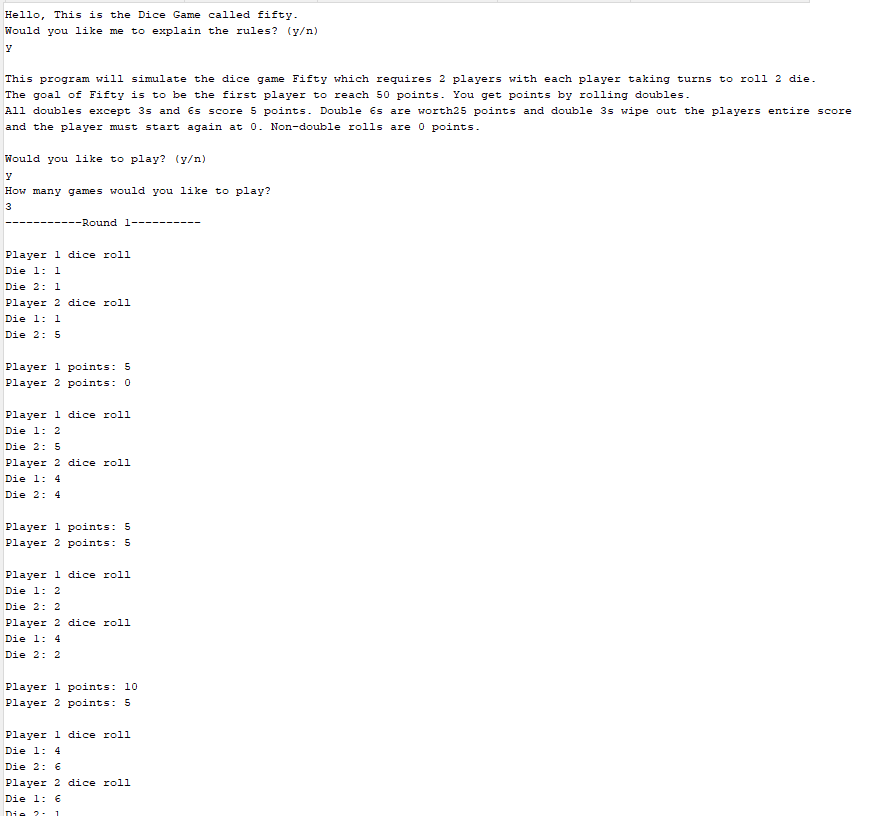 Hello, This is the Dice Game called fifty.
Would you like me to explain the rules? (y/n)
y
This program will simulate the dice game Fifty which requires 2 players with each player taking turns to roll 2 die.
The goal of Fifty is to be the first player to reach 50 points. You get points by rolling doubles.
All doubles except 3s and 6s score 5 points. Double 6s are worth25 points and double 3s wipe out the players entire score
and the player must start again at 0. Non-double rolls are 0 points.
Would you like to play? (y/n)
y
How many games would you like to play?
3
-----------Round 1----------
Player 1 dice roll
Die 1: 1
Die 2: 1
Player 2 dice roll
Die 1: 1
Die 2: 5
Player 1 points: 5
Player 2 points: 0
Player 1 dice roll
Die 1: 2
Die 2: 5
Player 2 dice roll
Die 1: 4
Die 2: 4
Player 1 points: 5
Player 2 points: 5
Player 1 dice roll
Die 1: 2
Die 2: 2
Player 2 dice roll
Die 1: 4
Die 2: 2
Player 1 points: 10
Player 2 points: 5
Player 1 dice roll
Die 1: 4
Die 2: 6
Player 2 dice roll
Die 1: 6
Die 2: 1